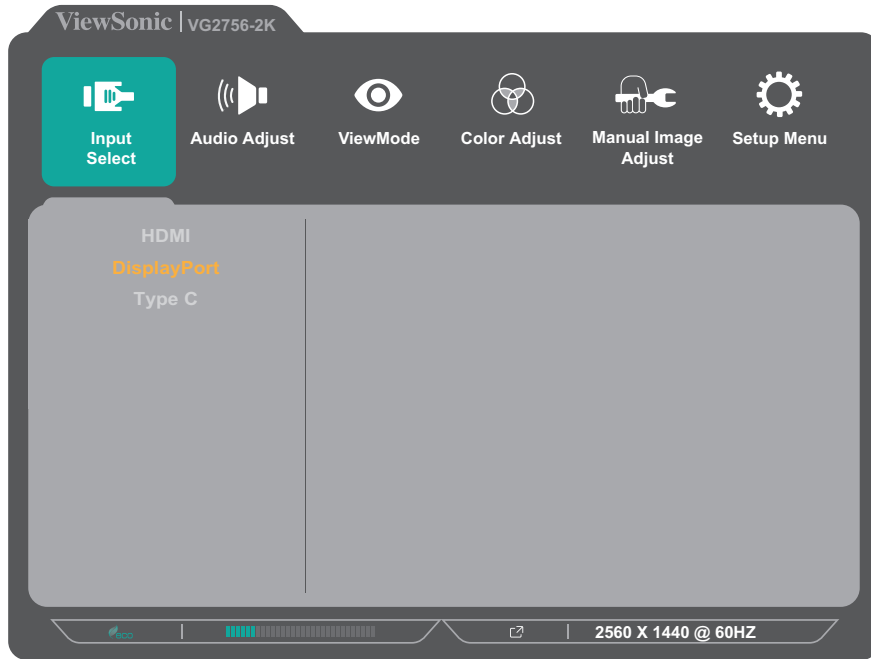 ViewSonic VG2756-2K
Input
Select
Audio Adjust
ViewMode
Color Adjust
Manual Image
Adjust
Setup Menu
HDMI
DisplayPort
Type C
eco
2560 X 1440 @ 60HZ